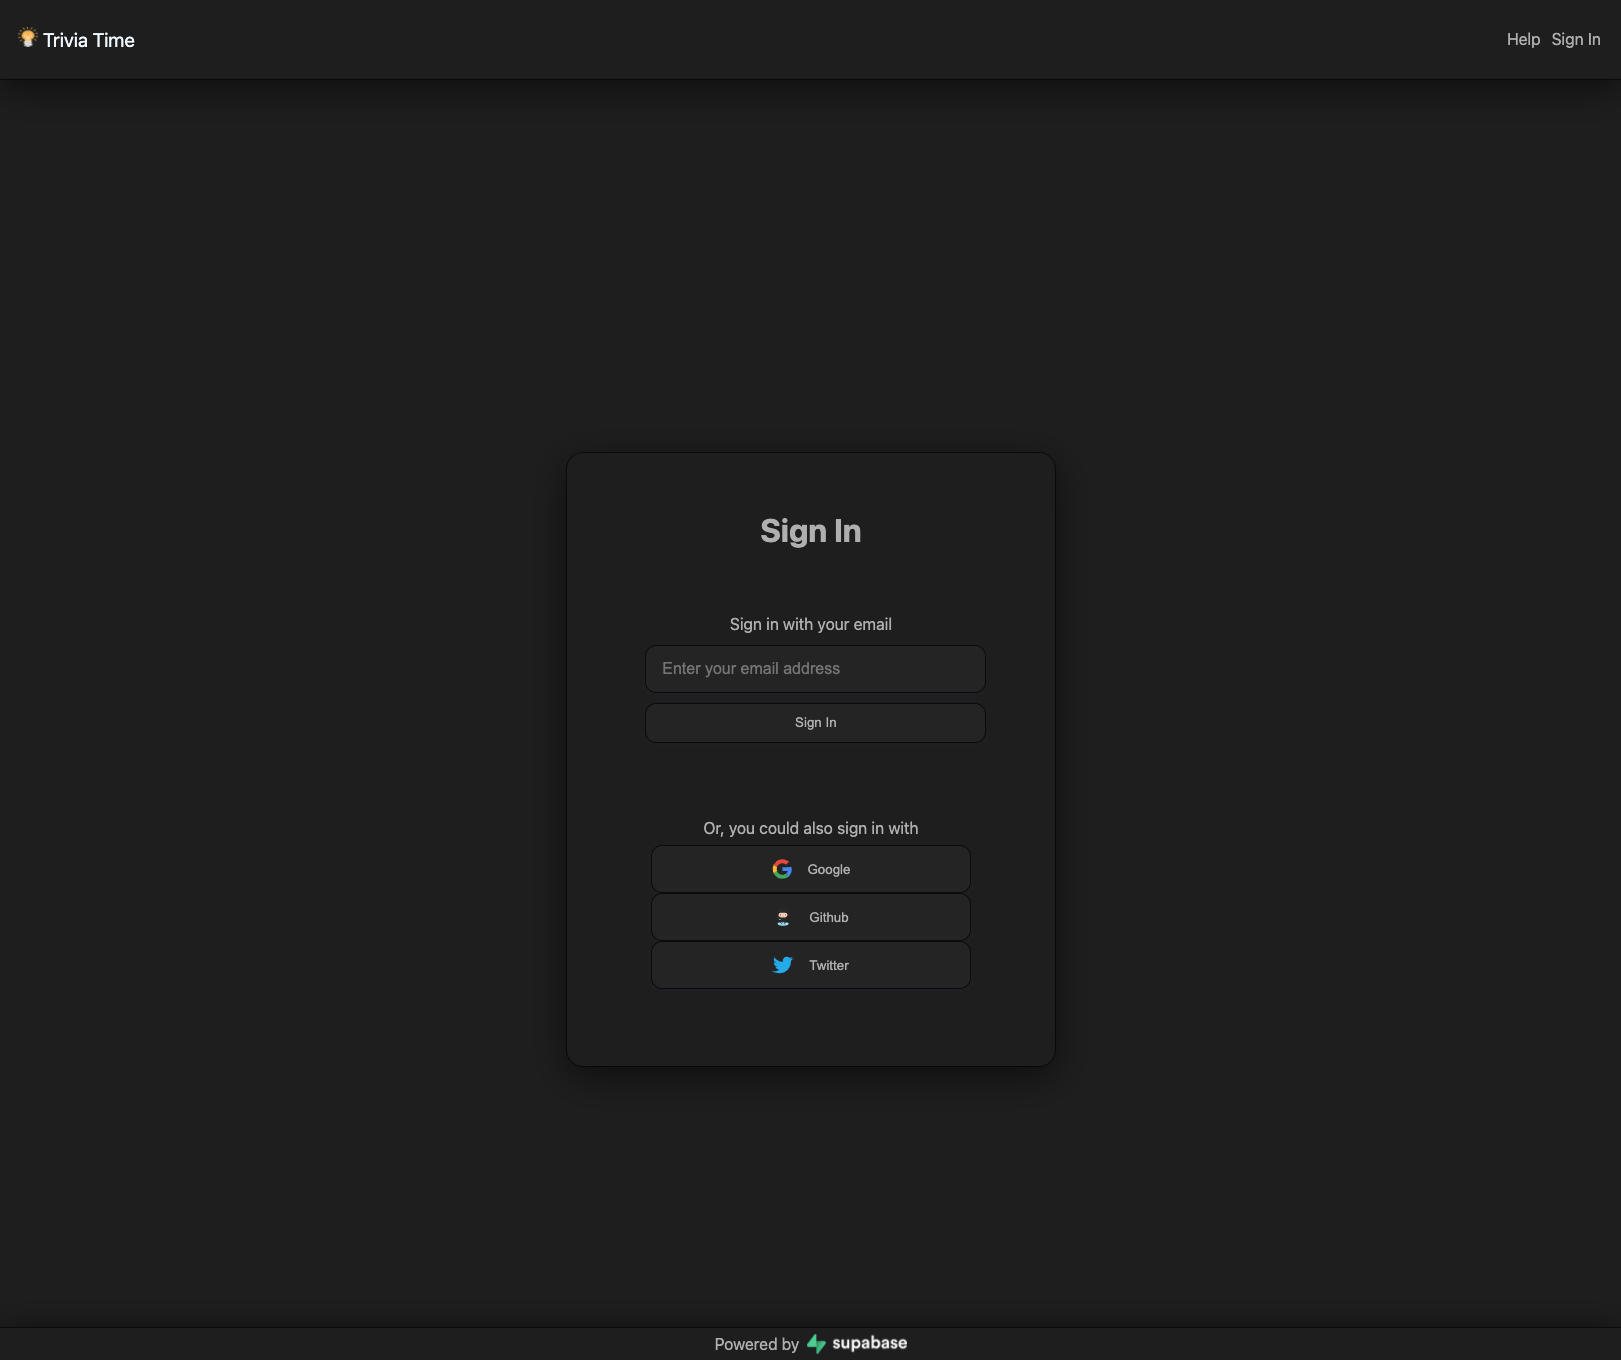 Trivia Time
Help Sign In
Sign In
Sign in with your email
Enter your email address
Sign In
Or, you could also sign in with
Google
Github
Twitter
Powered by supabase